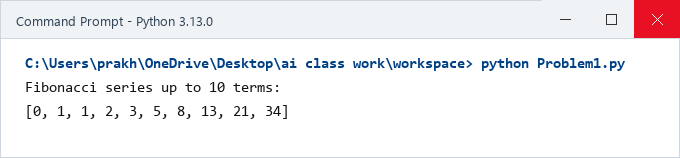 Command Prompt - Python 3.13.0
C:\Users\prakh\OneDrive\Desktop\ai class work\workspace> python Problem1.py
Fibonacci series up to 10 terms:
[0, 1, 1, 2, 3, 5, 8, 13, 21, 34]